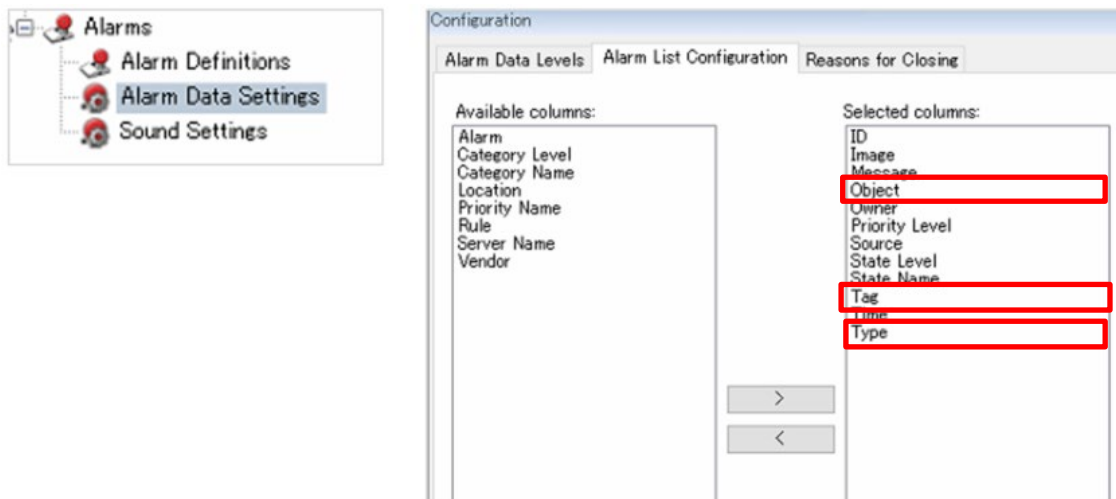 Alarms
Alarm Definitions
Alarm Data Settings
Sound Settings
Configuration
Alarm Data Levels
Alarm List Configuration
Reasons for Closing
Available columns:
Alarm
Category Level
Category Name
Location
Priority Name
Rule
Server Name
Vendor
>
<
Selected columns:
ID
Image
Message
Object
Owner
Priority Level
Source
State Level
State Name
Tag
Time
Type